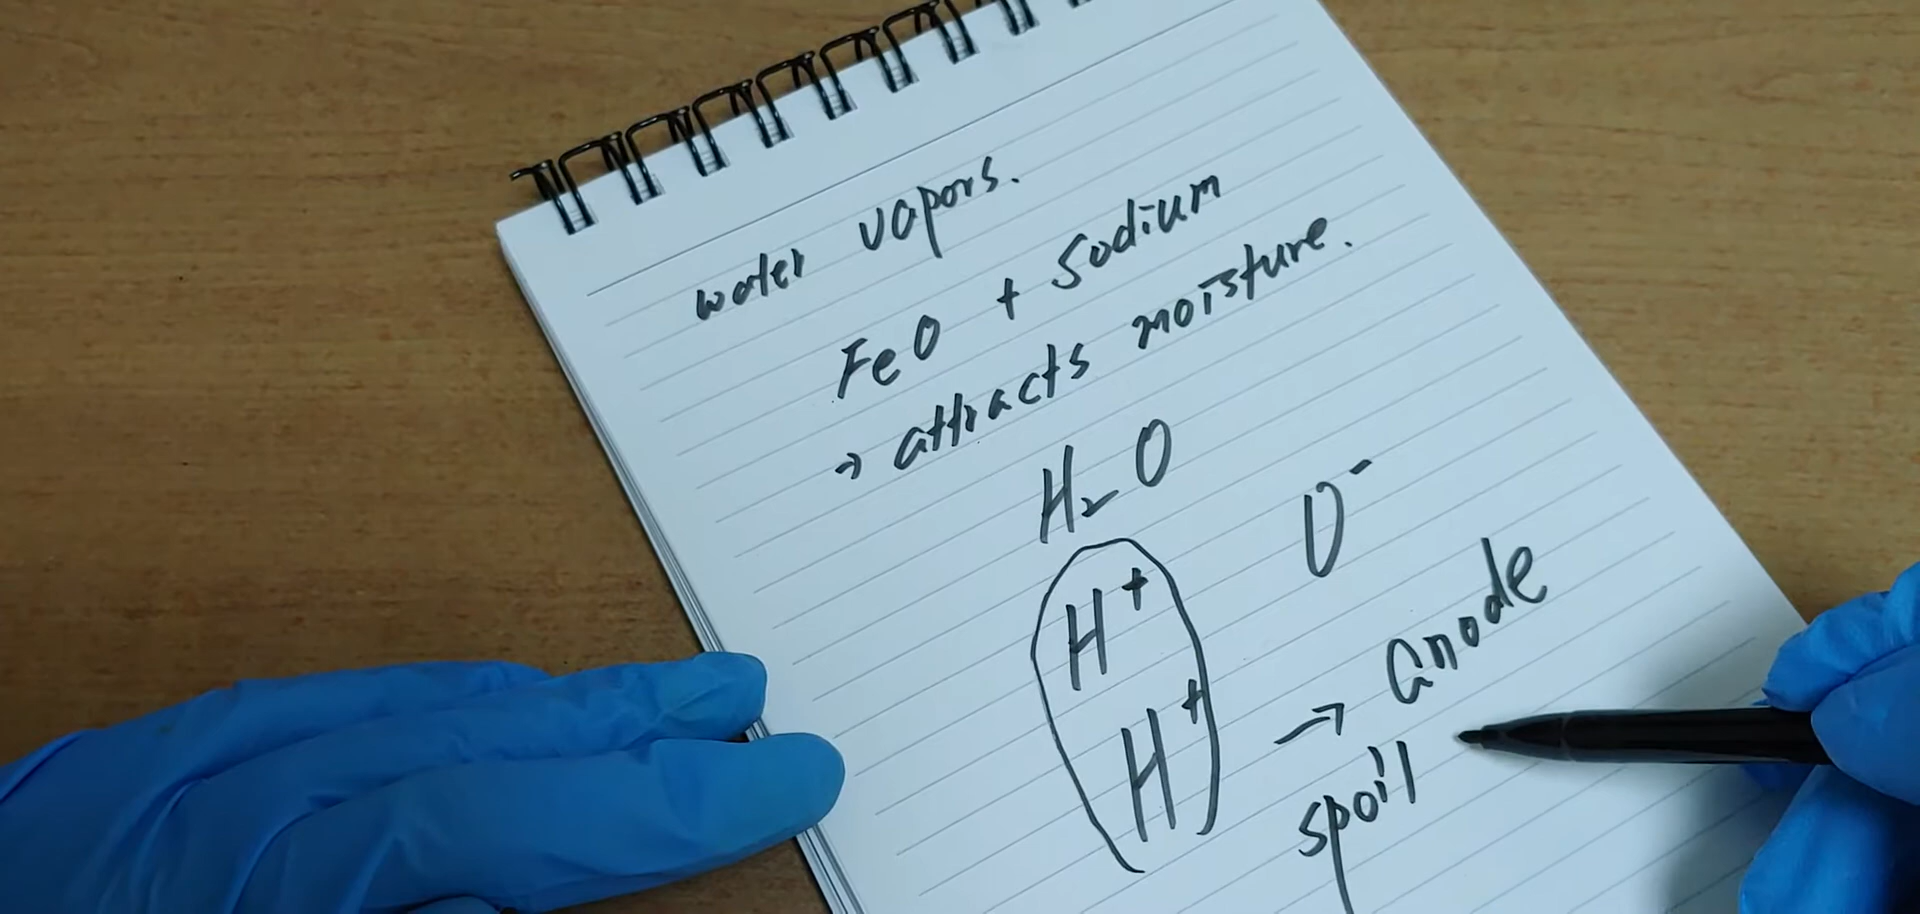 water vapors.
FeO + Sodium
→ attracts moisture.
H₂O
O⁻
H⁺
H⁺ → anode
spoil